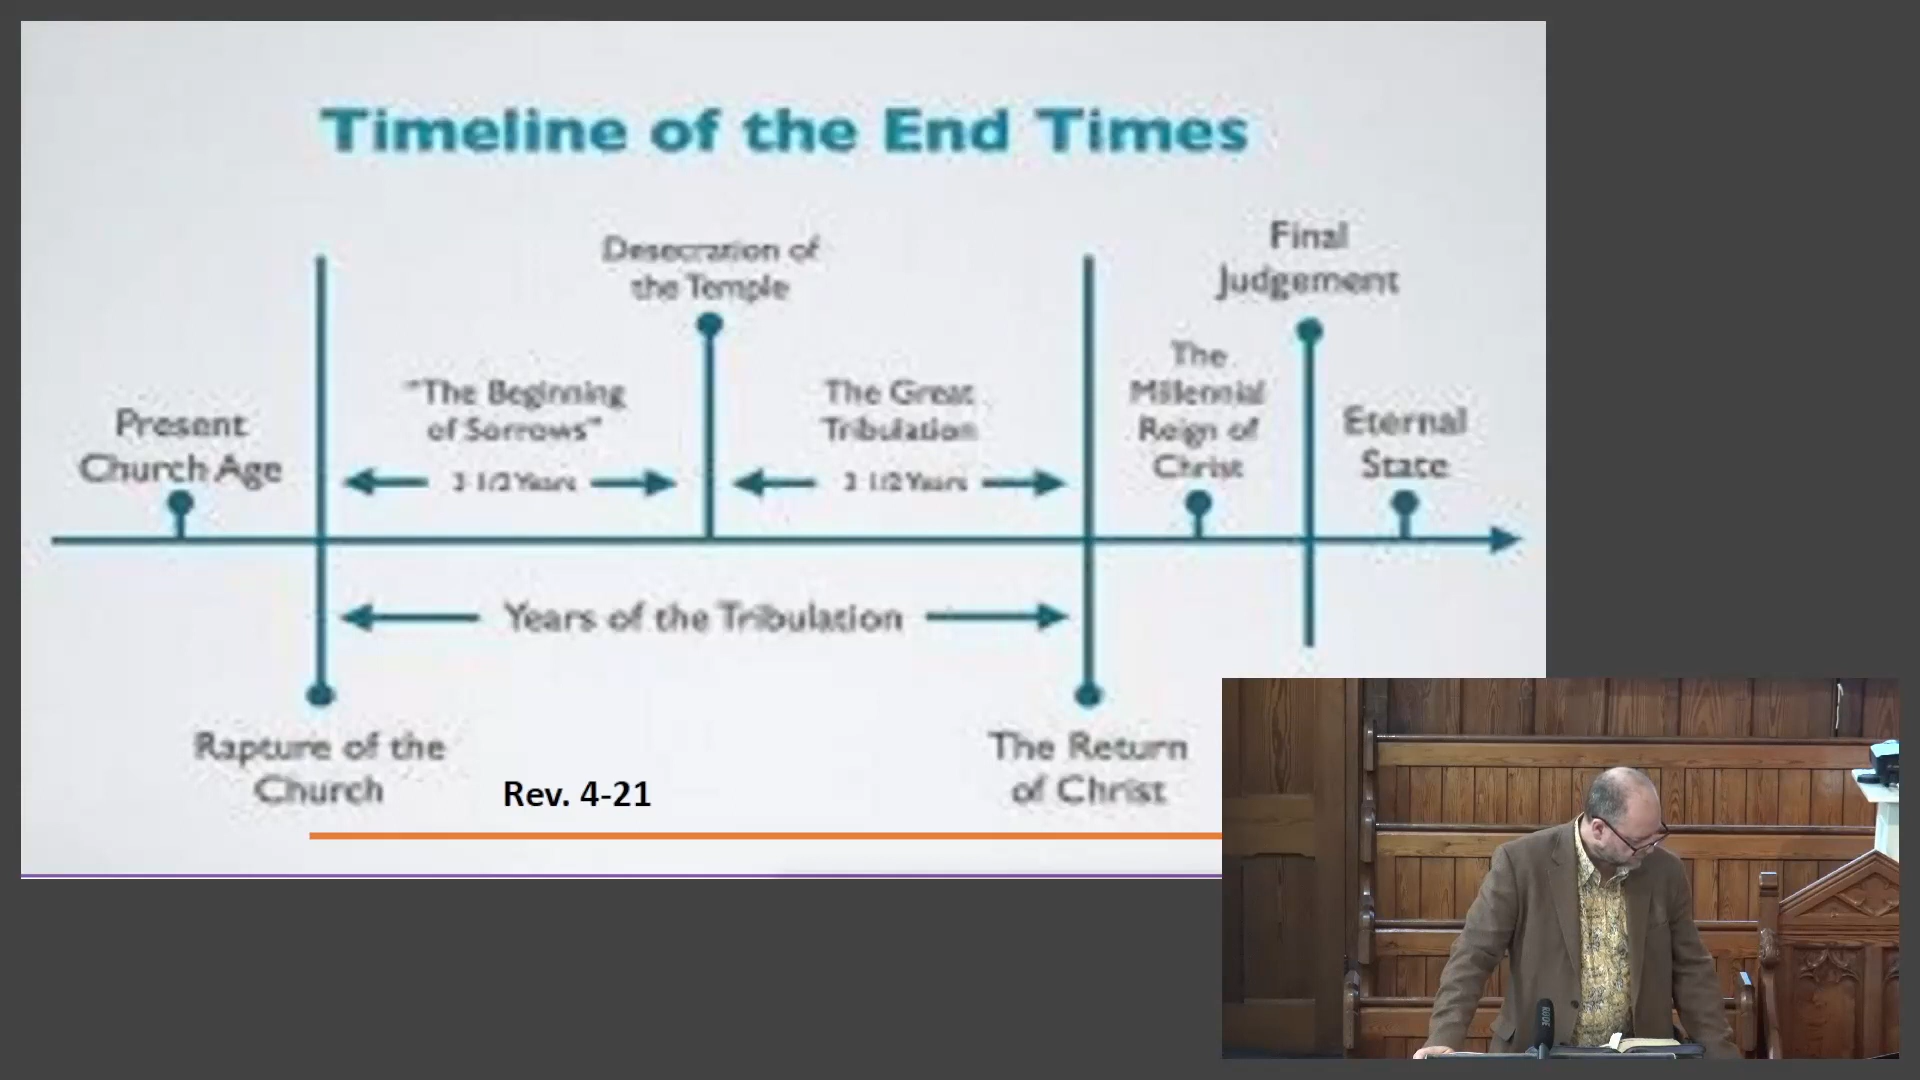 Timeline of the End Times
Desecration of
the Temple
Final
Judgement
The
Millennial
Reign of
Christ
"The Beginning
of Sorrows"
The Great
Tribulation
Present
Church Age
Eternal
State
3 1/2 Years
3 1/2 Years
Years of the Tribulation
Rapture of the
Church
The Return
of Christ
Rev. 4-21
RODE